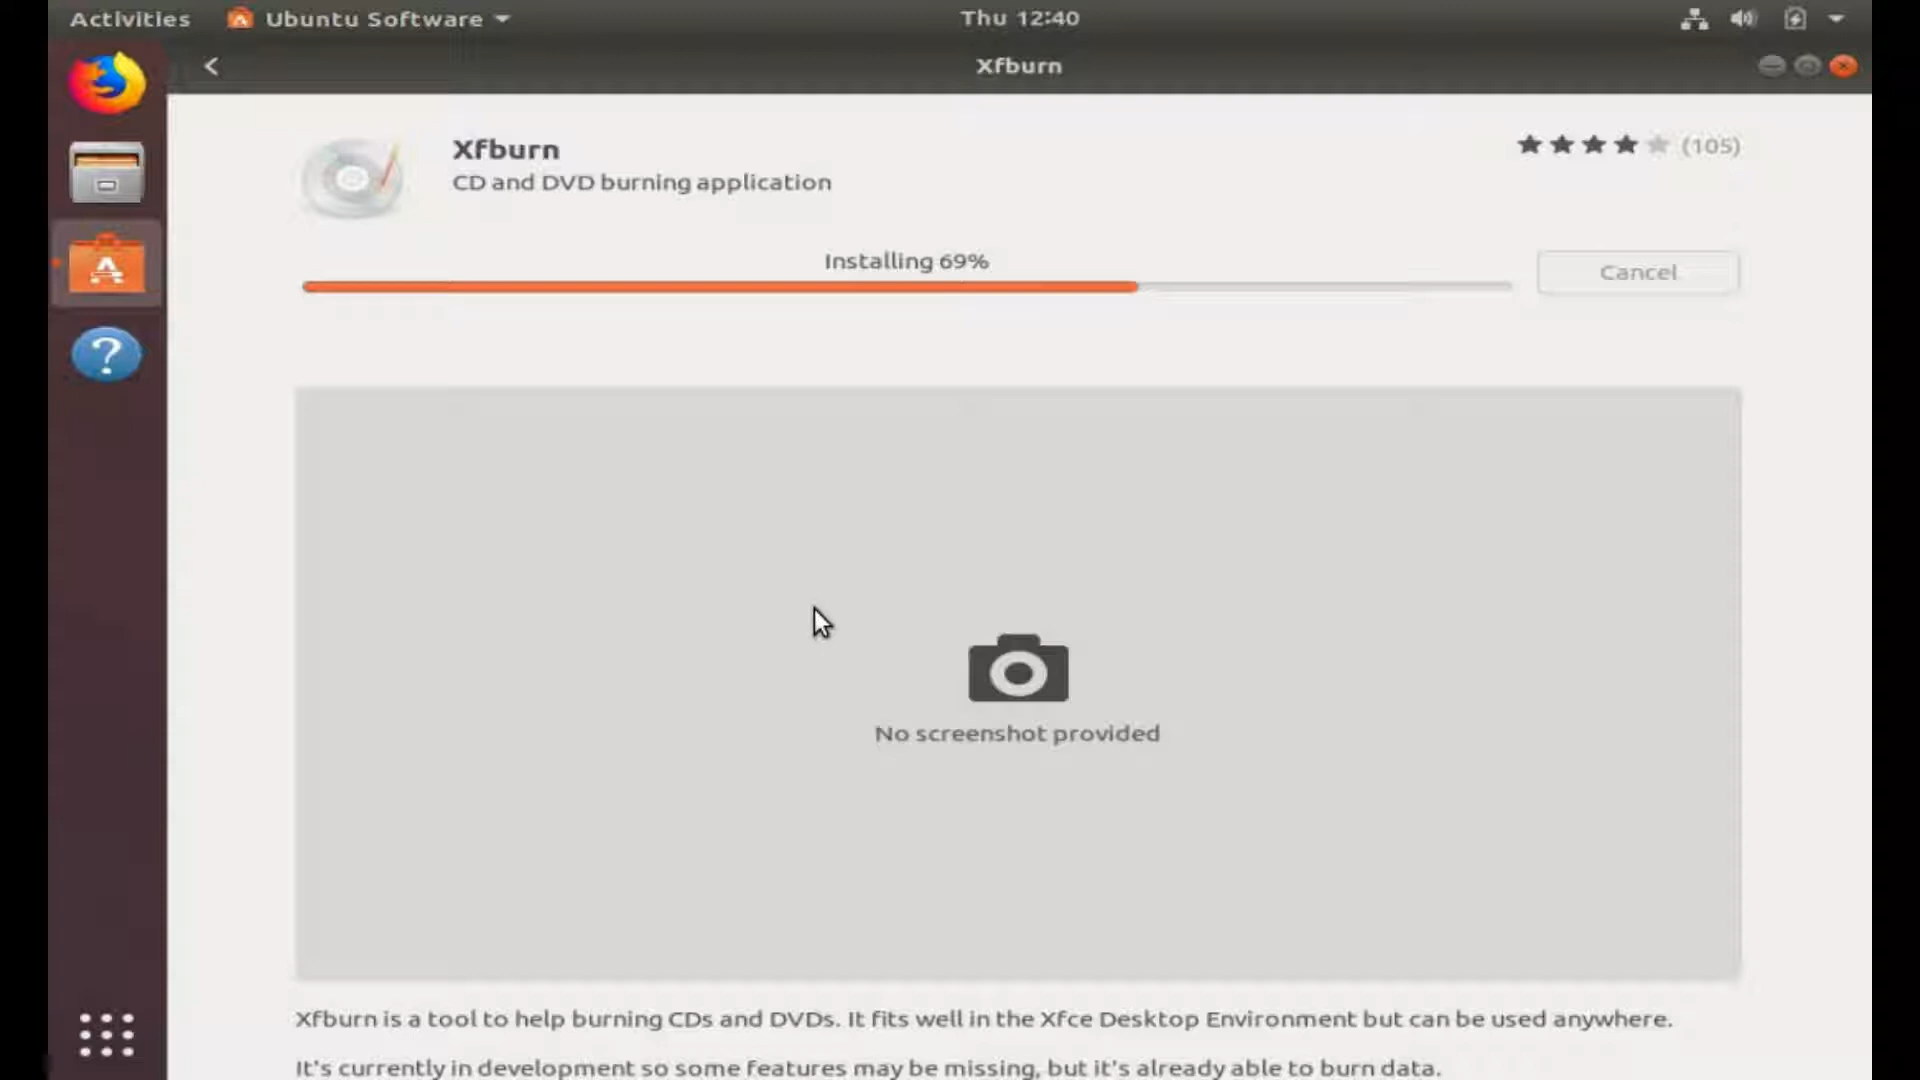 Activities
Ubuntu Software
Thu 12:40
Xfburn
Xfburn
CD and DVD burning application
(105)
Installing 69%
Cancel
No screenshot provided
Xfburn is a tool to help burning CDs and DVDs. It fits well in the Xfce Desktop Environment but can be used anywhere.
It's currently in development so some features may be missing, but it's already able to burn data.